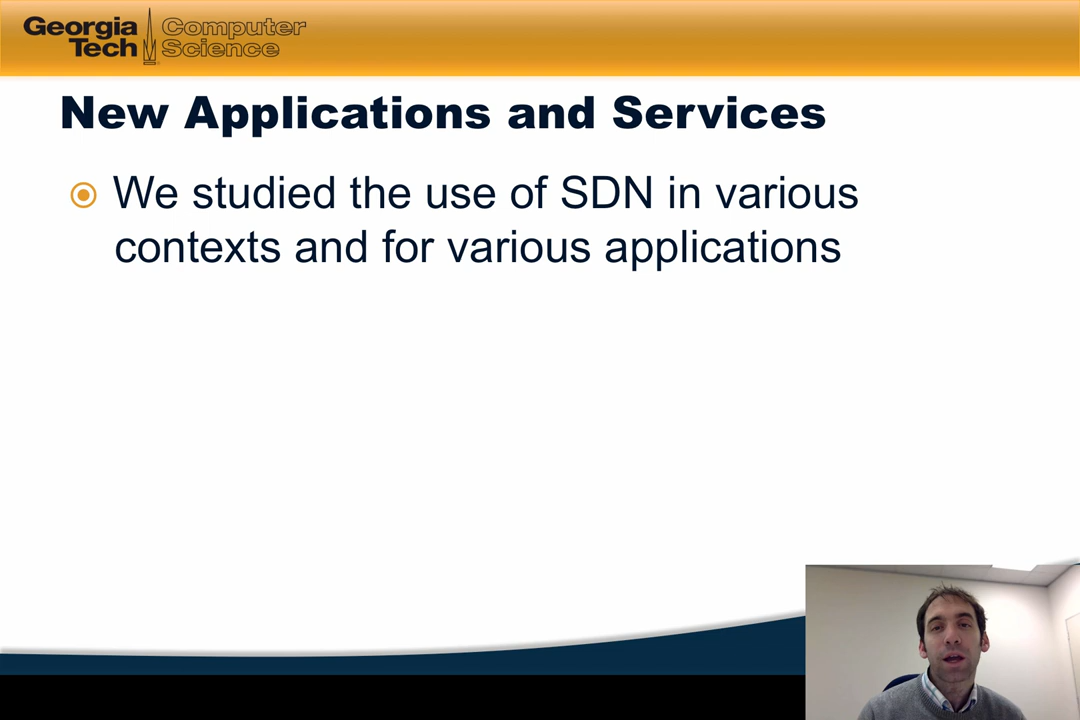 Georgia Tech
Computer Science
New Applications and Services
We studied the use of SDN in various
contexts and for various applications